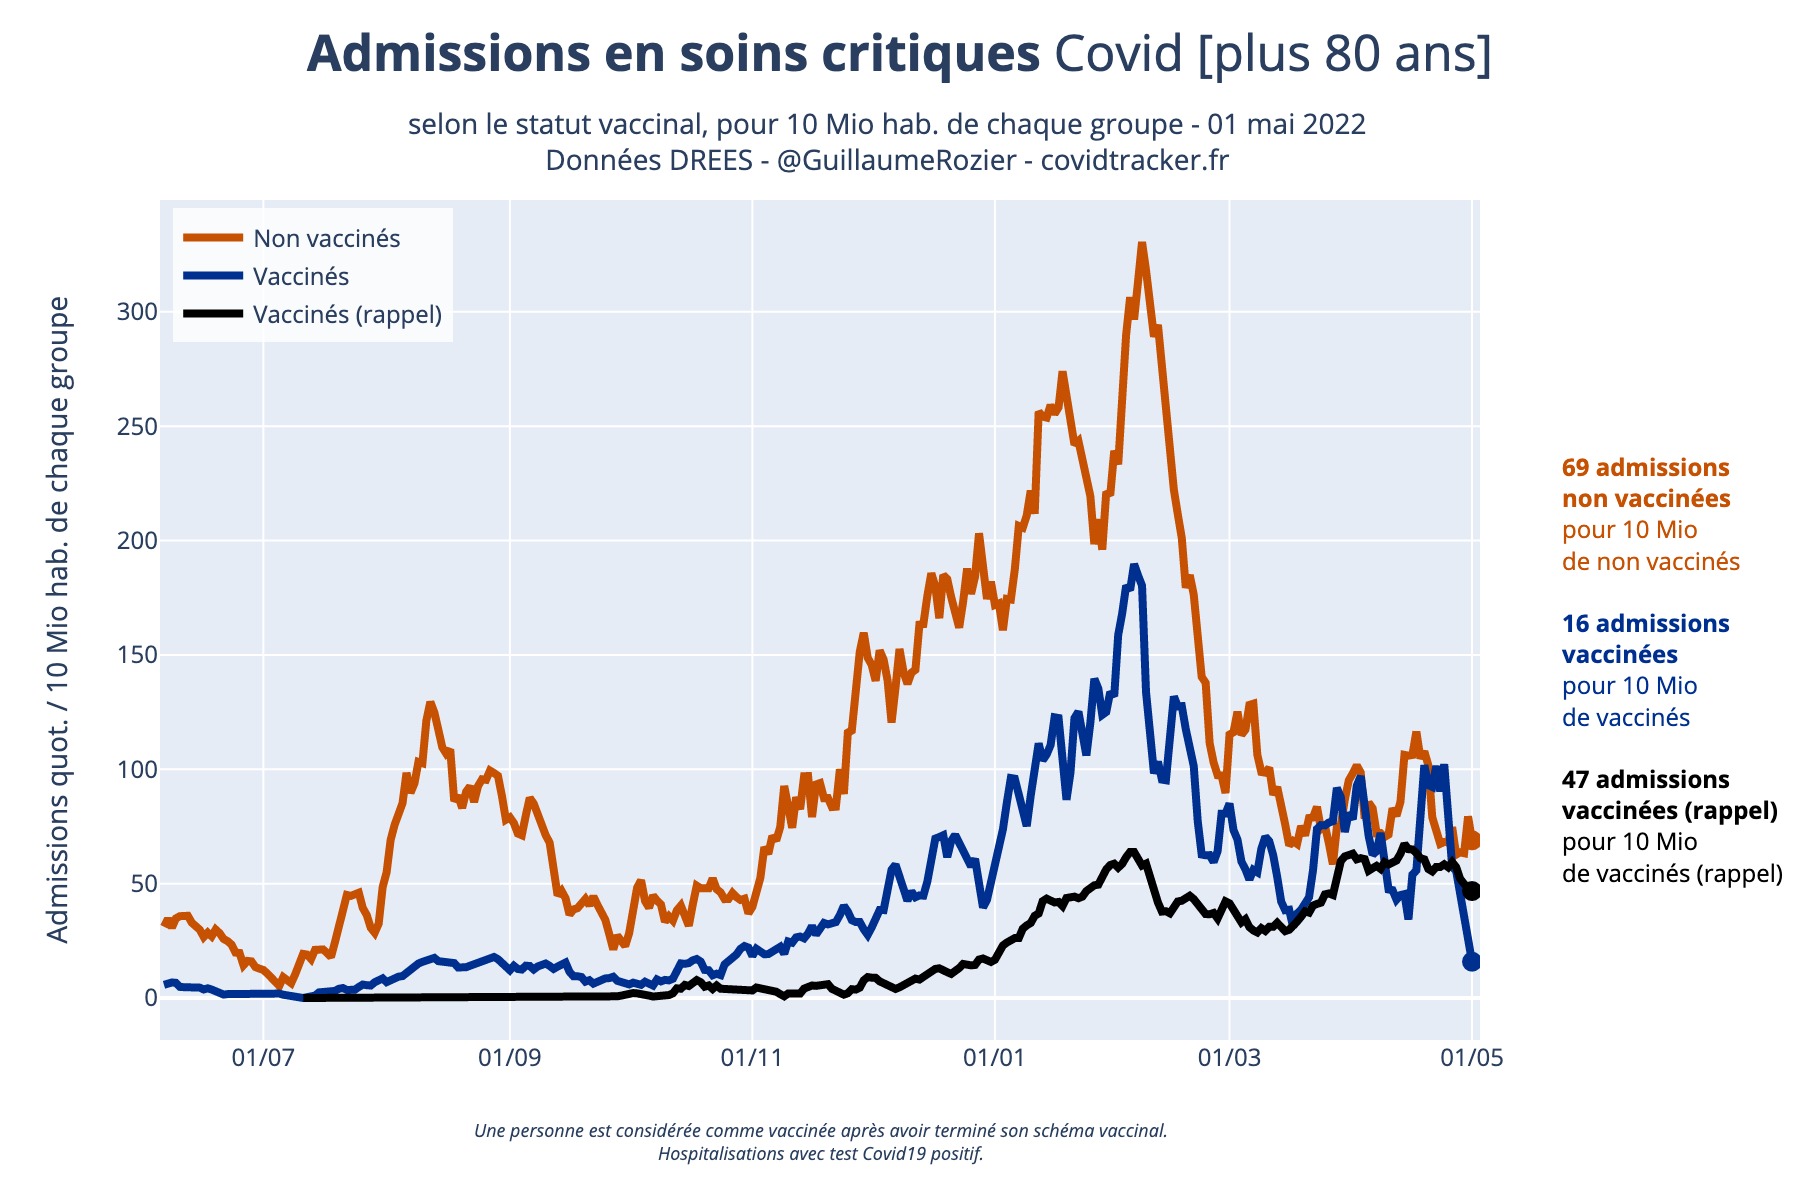 Admissions en soins critiques Covid [plus 80 ans]
selon le statut vaccinal, pour 10 Mio hab. de chaque groupe - 01 mai 2022
Données DREES - @GuillaumeRozier - covidtracker.fr
Non vaccinés
Vaccinés
Vaccinés (rappel)
Admissions quot. / 10 Mio hab. de chaque groupe
300
250
200
150
100
50
0
01/07
01/09
01/11
01/01
01/03
01/05
69 admissions
non vaccinées
pour 10 Mio
de non vaccinés
16 admissions
vaccinées
pour 10 Mio
de vaccinés
47 admissions
vaccinées (rappel)
pour 10 Mio
de vaccinés (rappel)
Une personne est considérée comme vaccinée après avoir terminé son schéma vaccinal.
Hospitalisations avec test Covid19 positif.